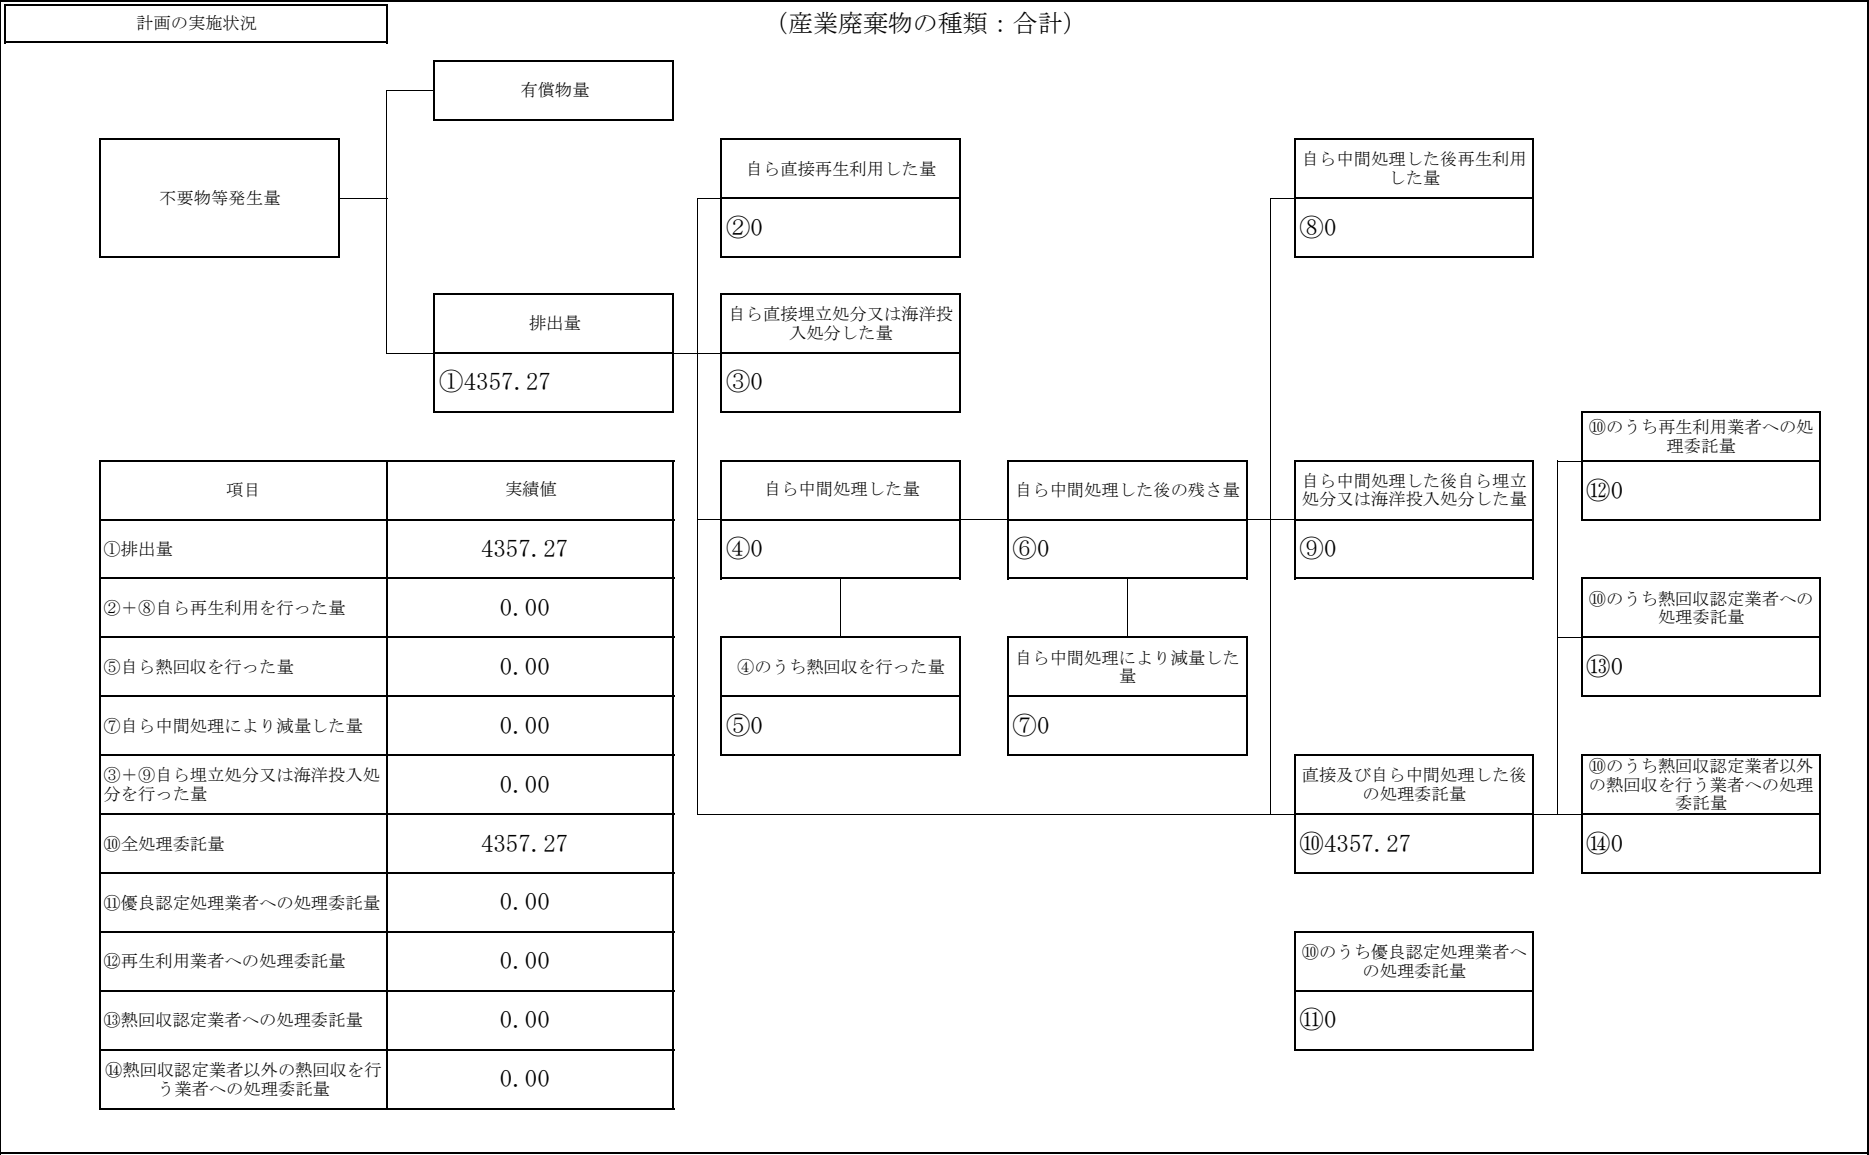 計画の実施状況
（産業廃棄物の種類：合計）
有償物量
不要物等発生量
自ら直接再生利用した量
②0
自ら中間処理した後再生利用
した量
⑧0
排出量
①4357.27
自ら直接埋立処分又は海洋投
入処分した量
③0
⑩のうち再生利用業者への処
理委託量
⑫0
自ら中間処理した量
④0
自ら中間処理した後の残さ量
⑥0
自ら中間処理した後自ら埋立
処分又は海洋投入処分した量
⑨0
⑩のうち熱回収認定業者への
処理委託量
⑬0
④のうち熱回収を行った量
⑤0
自ら中間処理により減量した
量
⑦0
直接及び自ら中間処理した後
の処理委託量
⑩4357.27
⑩のうち熱回収認定業者以外
の熱回収を行う業者への処理
委託量
⑭0
⑩のうち優良認定処理業者へ
の処理委託量
⑪0
項目 実績値
①排出量 4357.27
②＋⑧自ら再生利用を行った量 0.00
⑤自ら熱回収を行った量 0.00
⑦自ら中間処理により減量した量 0.00
③＋⑨自ら埋立処分又は海洋投入処
分を行った量 0.00
⑩全処理委託量 4357.27
⑪優良認定処理業者への処理委託量 0.00
⑫再生利用業者への処理委託量 0.00
⑬熱回収認定業者への処理委託量 0.00
⑭熱回収認定業者以外の熱回収を行
う業者への処理委託量 0.00